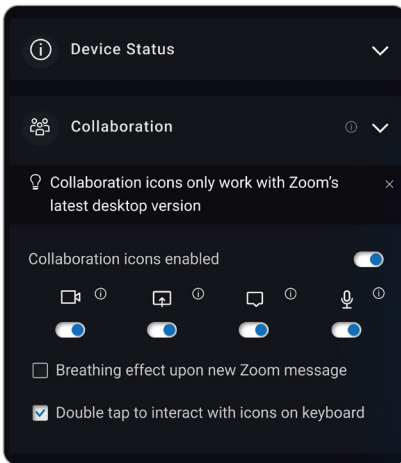 Device Status
Collaboration
Collaboration icons only work with Zoom's
latest desktop version
Collaboration icons enabled
Breathing effect upon new Zoom message
Double tap to interact with icons on keyboard